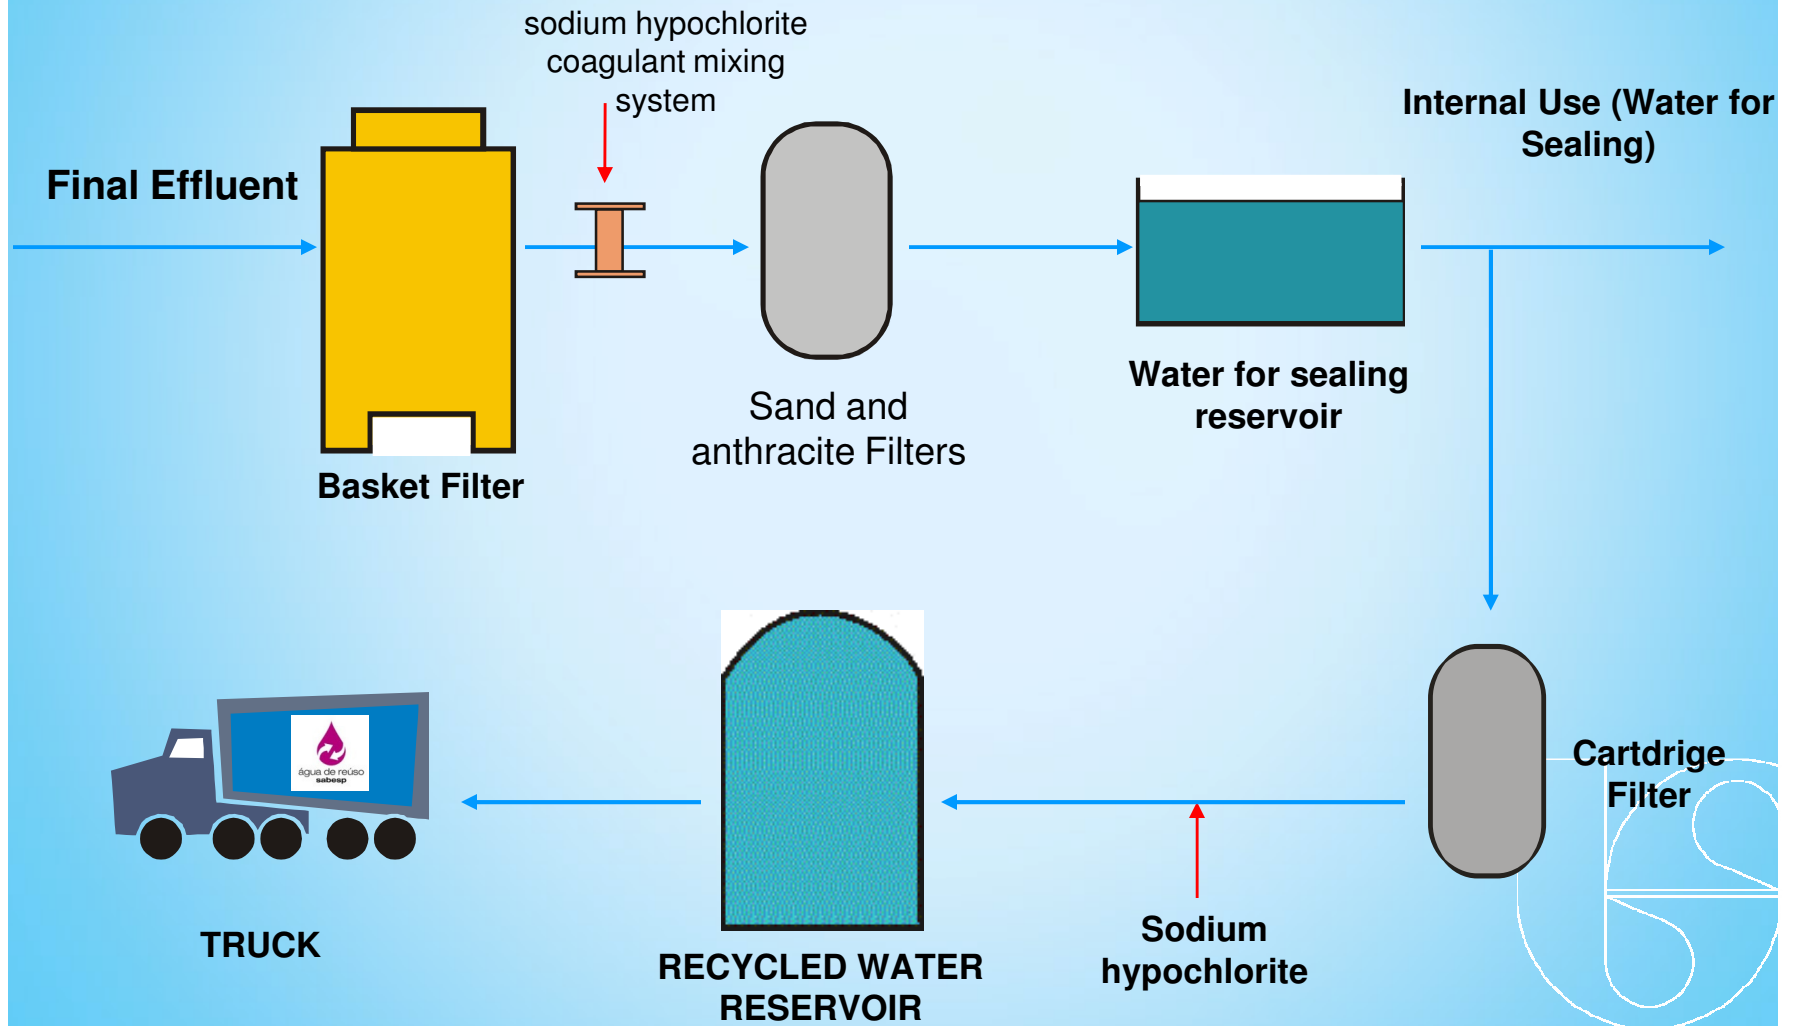 sodium hypochlorite
coagulant mixing
system
Internal Use (Water for
Sealing)
Final Effluent
Water for sealing
reservoir
Sand and
anthracite Filters
Basket Filter
Cartdrige
Filter
água de reúso
sabesp
Sodium
hypochlorite
TRUCK
RECYCLED WATER
RESERVOIR